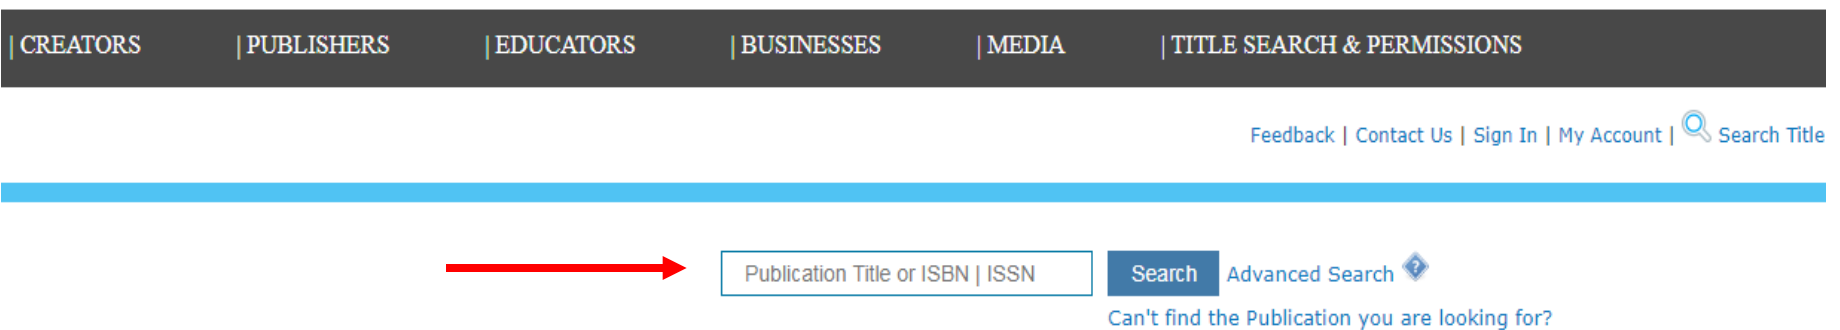 | CREATORS | PUBLISHERS | EDUCATORS | BUSINESSES | MEDIA | TITLE SEARCH & PERMISSIONS
Feedback | Contact Us | Sign In | My Account | Search Title
Publication Title or ISBN | ISSN Search Advanced Search ?
Can't find the Publication you are looking for?